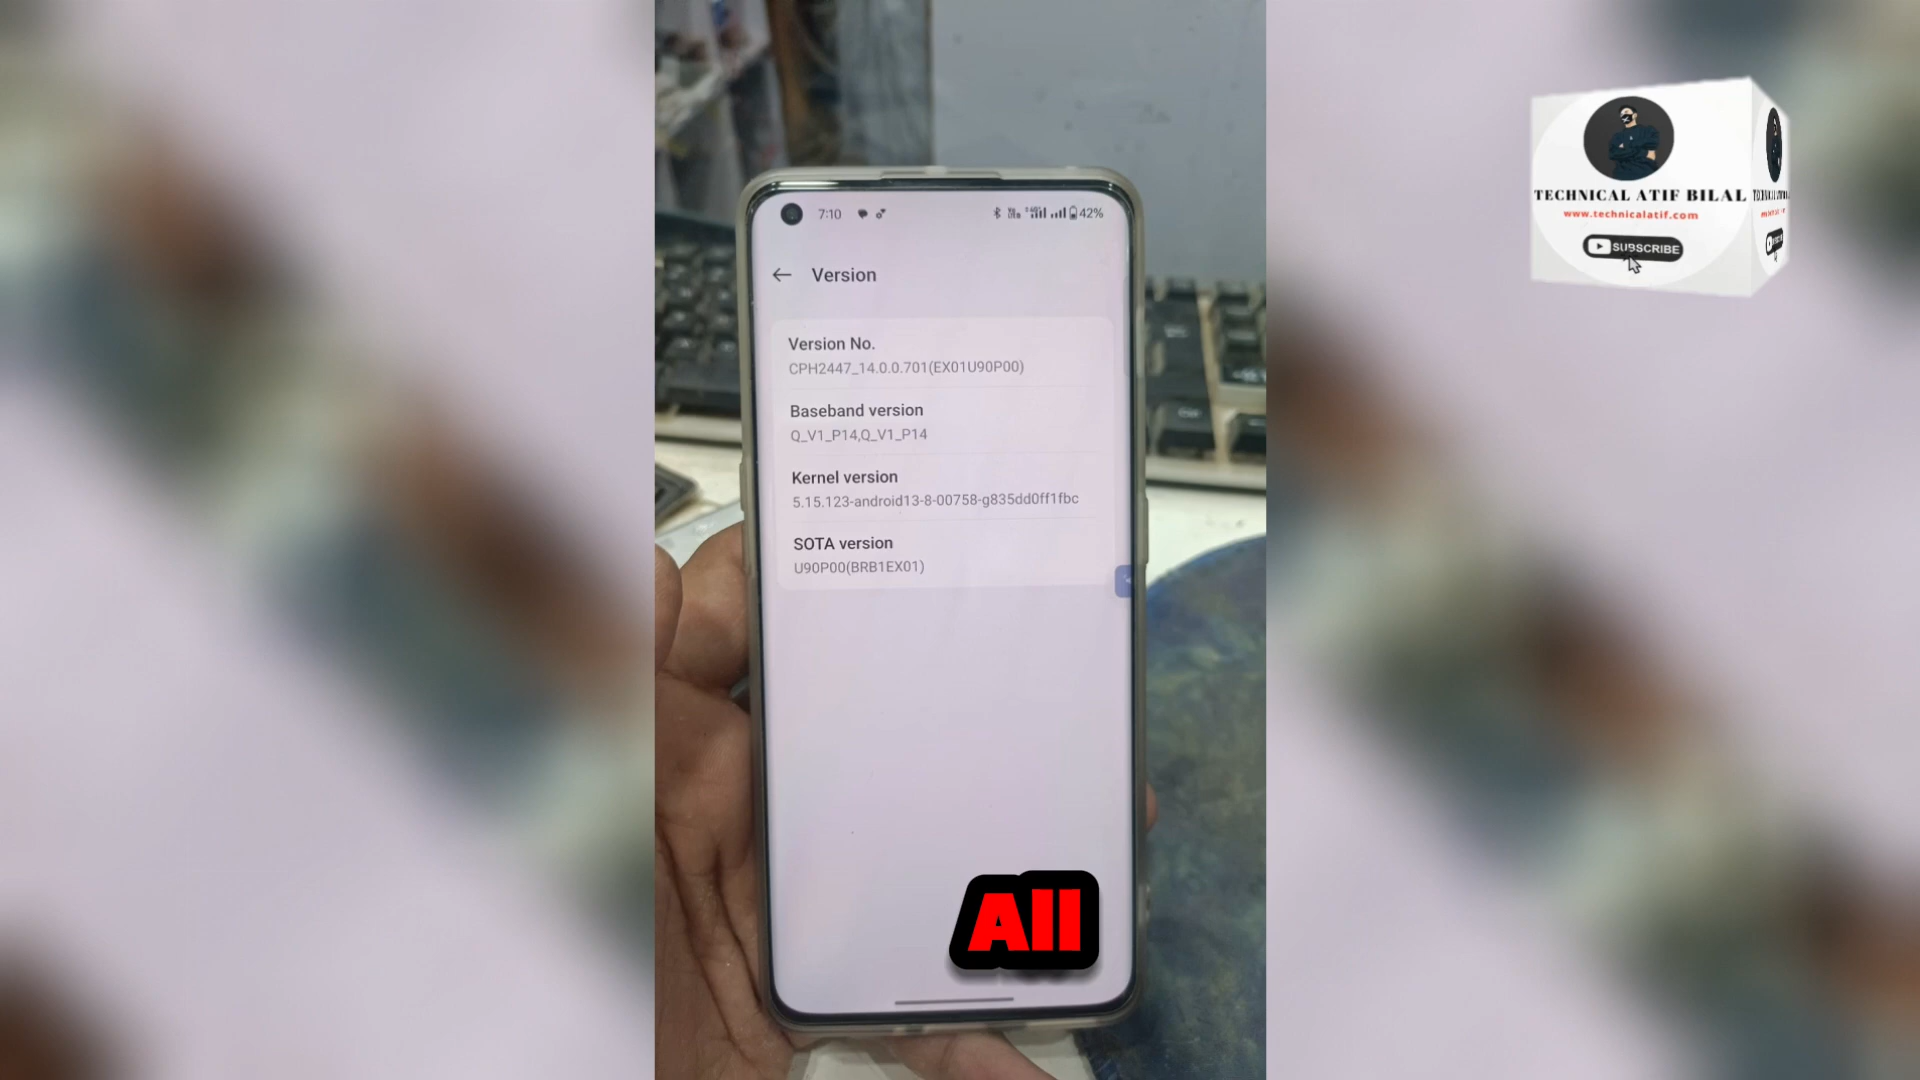 7:10
42%
Version
Version No.
CPH2447_14.0.0.701(EX01U90P00)
Baseband version
Q_V1_P14,Q_V1_P14
Kernel version
5.15.123-android13-8-00758-g835dd0ff1fbc
SOTA version
U90P00(BRB1EX01)
All
TECHNICAL ATIF BILAL
www.technicalatif.com
SUBSCRIBE